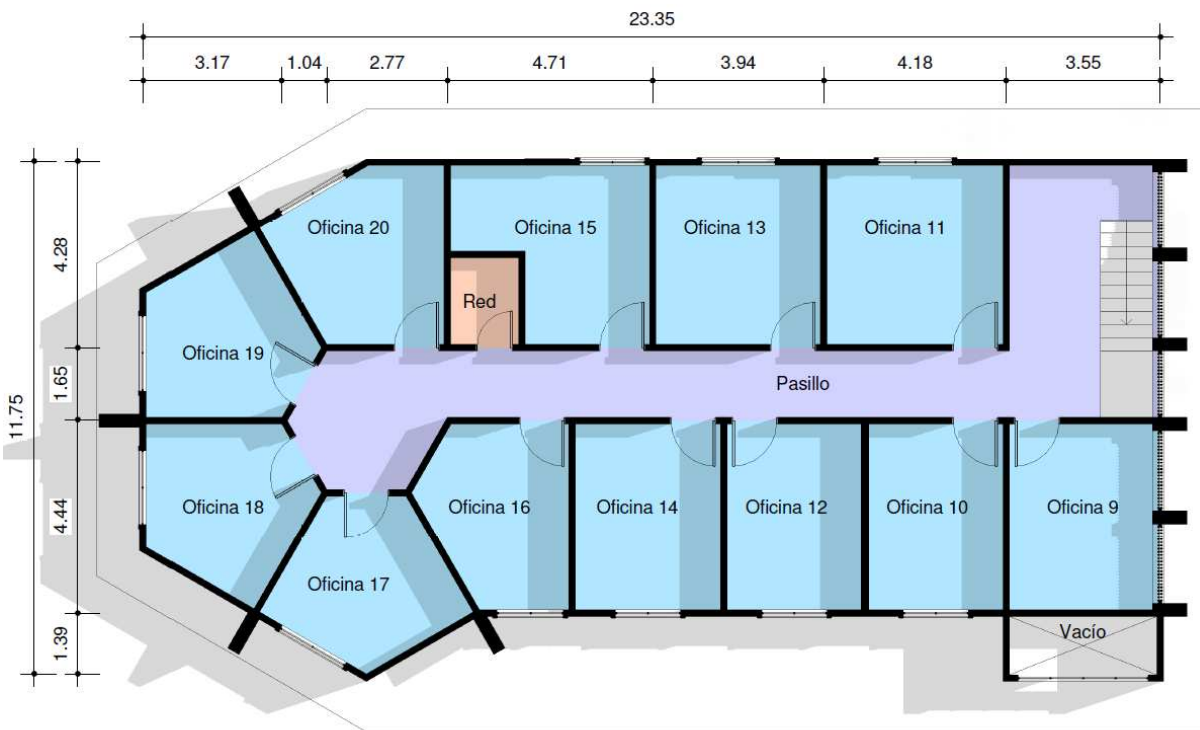 23.35
3.17 1.04 2.77 4.71 3.94 4.18 3.55
11.75
4.28
1.65
4.44
1.39
Oficina 20
Oficina 15
Oficina 13
Oficina 11
Red
Oficina 19
Pasillo
Oficina 18
Oficina 17
Oficina 16
Oficina 14
Oficina 12
Oficina 10
Oficina 9
Vacío